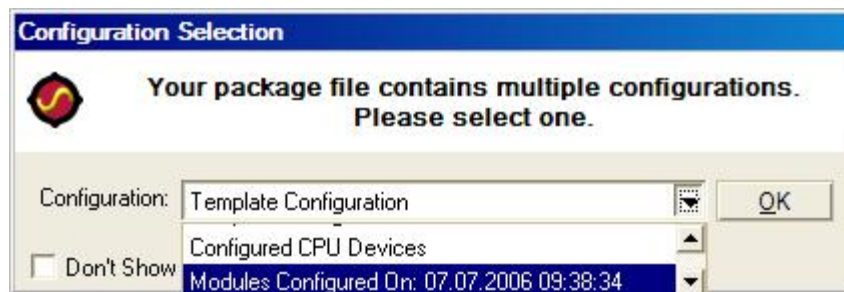 Configuration Selection
Your package file contains multiple configurations.
Please select one.
Configuration: Template Configuration OK
Configured CPU Devices
Don't Show
Modules Configured On: 07.07.2006 09:38:34